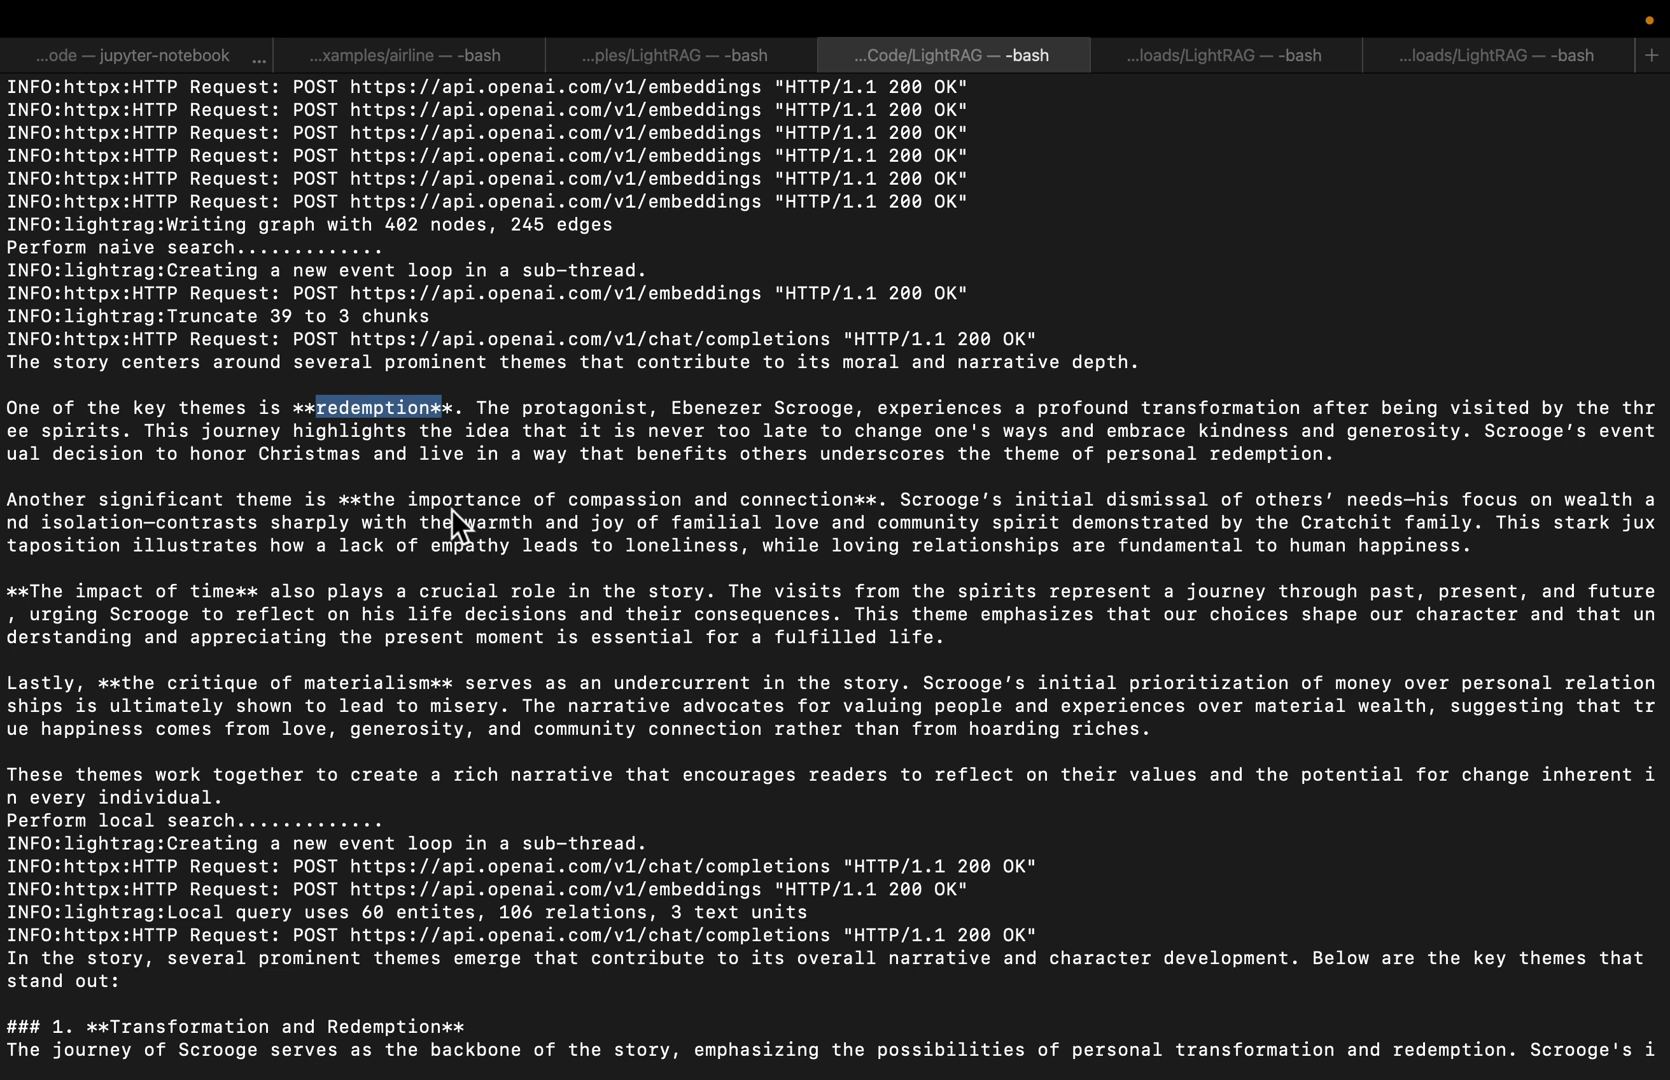 ...ode — jupyter-notebook ... ...xamples/airline — -bash ...ples/LightRAG — -bash ...Code/LightRAG — -bash ...loads/LightRAG — -bash ...loads/LightRAG — -bash +
INFO:httpx:HTTP Request: POST https://api.openai.com/v1/embeddings "HTTP/1.1 200 OK"
INFO:httpx:HTTP Request: POST https://api.openai.com/v1/embeddings "HTTP/1.1 200 OK"
INFO:httpx:HTTP Request: POST https://api.openai.com/v1/embeddings "HTTP/1.1 200 OK"
INFO:httpx:HTTP Request: POST https://api.openai.com/v1/embeddings "HTTP/1.1 200 OK"
INFO:httpx:HTTP Request: POST https://api.openai.com/v1/embeddings "HTTP/1.1 200 OK"
INFO:httpx:HTTP Request: POST https://api.openai.com/v1/embeddings "HTTP/1.1 200 OK"
INFO:lightrag:Writing graph with 402 nodes, 245 edges
Perform naive search.............
INFO:lightrag:Creating a new event loop in a sub-thread.
INFO:httpx:HTTP Request: POST https://api.openai.com/v1/embeddings "HTTP/1.1 200 OK"
INFO:lightrag:Truncate 39 to 3 chunks
INFO:httpx:HTTP Request: POST https://api.openai.com/v1/chat/completions "HTTP/1.1 200 OK"
The story centers around several prominent themes that contribute to its moral and narrative depth.
One of the key themes is **redemption**. The protagonist, Ebenezer Scrooge, experiences a profound transformation after being visited by the thr
ee spirits. This journey highlights the idea that it is never too late to change one's ways and embrace kindness and generosity. Scrooge’s event
ual decision to honor Christmas and live in a way that benefits others underscores the theme of personal redemption.
Another significant theme is **the importance of compassion and connection**. Scrooge’s initial dismissal of others’ needs—his focus on wealth a
nd isolation—contrasts sharply with the warmth and joy of familial love and community spirit demonstrated by the Cratchit family. This stark jux
taposition illustrates how a lack of empathy leads to loneliness, while loving relationships are fundamental to human happiness.
**The impact of time** also plays a crucial role in the story. The visits from the spirits represent a journey through past, present, and future
, urging Scrooge to reflect on his life decisions and their consequences. This theme emphasizes that our choices shape our character and that un
derstanding and appreciating the present moment is essential for a fulfilled life.
Lastly, **the critique of materialism** serves as an undercurrent in the story. Scrooge’s initial prioritization of money over personal relation
ships is ultimately shown to lead to misery. The narrative advocates for valuing people and experiences over material wealth, suggesting that tr
ue happiness comes from love, generosity, and community connection rather than from hoarding riches.
These themes work together to create a rich narrative that encourages readers to reflect on their values and the potential for change inherent i
n every individual.
Perform local search.............
INFO:lightrag:Creating a new event loop in a sub-thread.
INFO:httpx:HTTP Request: POST https://api.openai.com/v1/chat/completions "HTTP/1.1 200 OK"
INFO:httpx:HTTP Request: POST https://api.openai.com/v1/embeddings "HTTP/1.1 200 OK"
INFO:lightrag:Local query uses 60 entites, 106 relations, 3 text units
INFO:httpx:HTTP Request: POST https://api.openai.com/v1/chat/completions "HTTP/1.1 200 OK"
In the story, several prominent themes emerge that contribute to its overall narrative and character development. Below are the key themes that
stand out:
### 1. **Transformation and Redemption**
The journey of Scrooge serves as the backbone of the story, emphasizing the possibilities of personal transformation and redemption. Scrooge's i